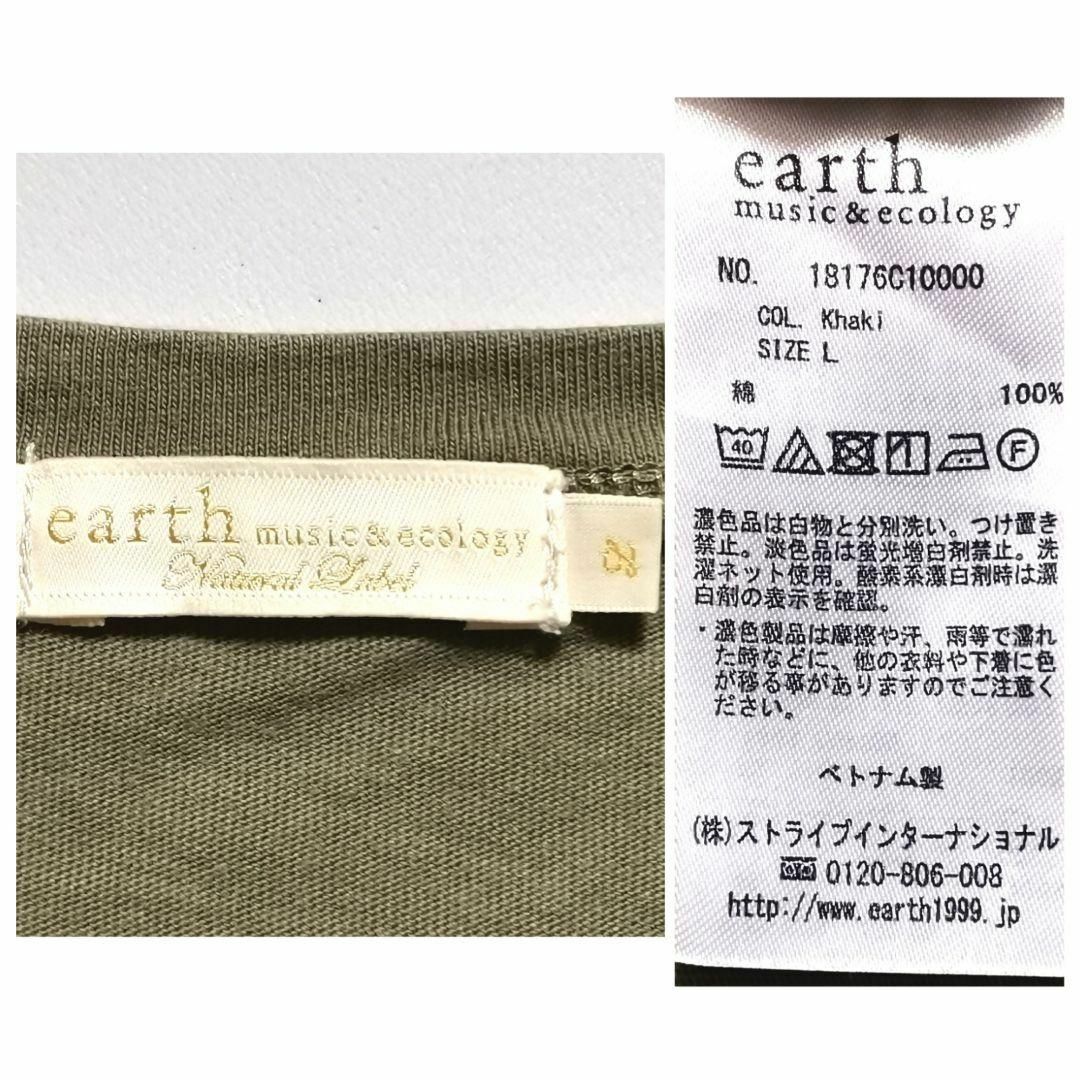 earth music&ecology
Natural Label
&
earth
music&ecology
NO. 18176C10000
COL. Khaki
SIZE L
綿 100%
40
F
濃色品は白物と分別洗い。つけ置き
禁止。淡色品は蛍光増白剤禁止。洗
濯ネット使用。酸素系漂白剤時は漂
白剤の表示を確認。
・濃色製品は摩擦や汗、雨等で濡れ
た時などに、他の衣料や下着に色
が移る事がありますのでご注意く
ださい。
ベトナム製
(株)ストライプインターナショナル
0120-806-008
http://www.earth1999.jp